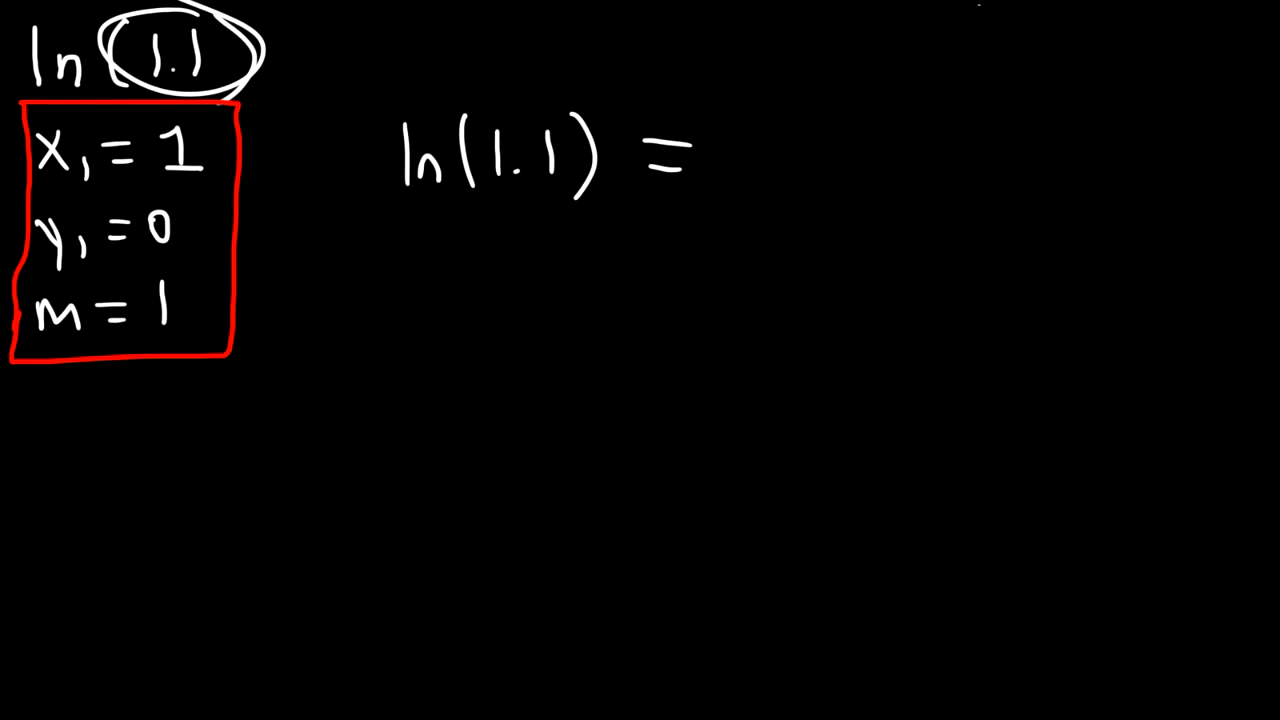 ln (1.1
x₁ = 1
y₁ = 0
m = 1
ln(1.1) =